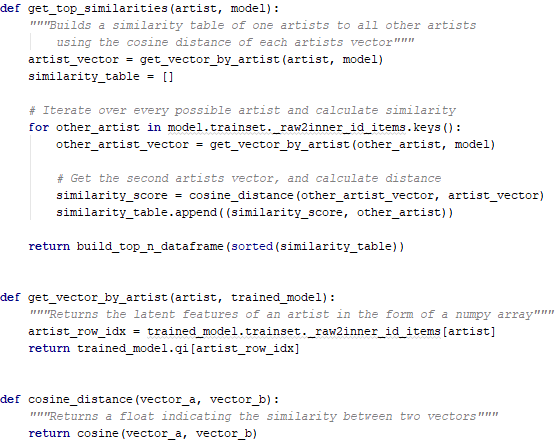 def get_top_similarities(artist, model):
    """Builds a similarity table of one artists to all other artists
        using the cosine distance of each artists vector"""
    artist_vector = get_vector_by_artist(artist, model)
    similarity_table = []
    # Iterate over every possible artist and calculate similarity
    for other_artist in model.trainset._raw2inner_id_items.keys():
        other_artist_vector = get_vector_by_artist(other_artist, model)
        # Get the second artists vector, and calculate distance
        similarity_score = cosine_distance(other_artist_vector, artist_vector)
        similarity_table.append((similarity_score, other_artist))
    return build_top_n_dataframe(sorted(similarity_table))
def get_vector_by_artist(artist, trained_model):
    """Returns the latent features of an artist in the form of a numpy array"""
    artist_row_idx = trained_model.trainset._raw2inner_id_items[artist]
    return trained_model.qi[artist_row_idx]
def cosine_distance(vector_a, vector_b):
    """Returns a float indicating the similarity between two vectors"""
    return cosine(vector_a, vector_b)